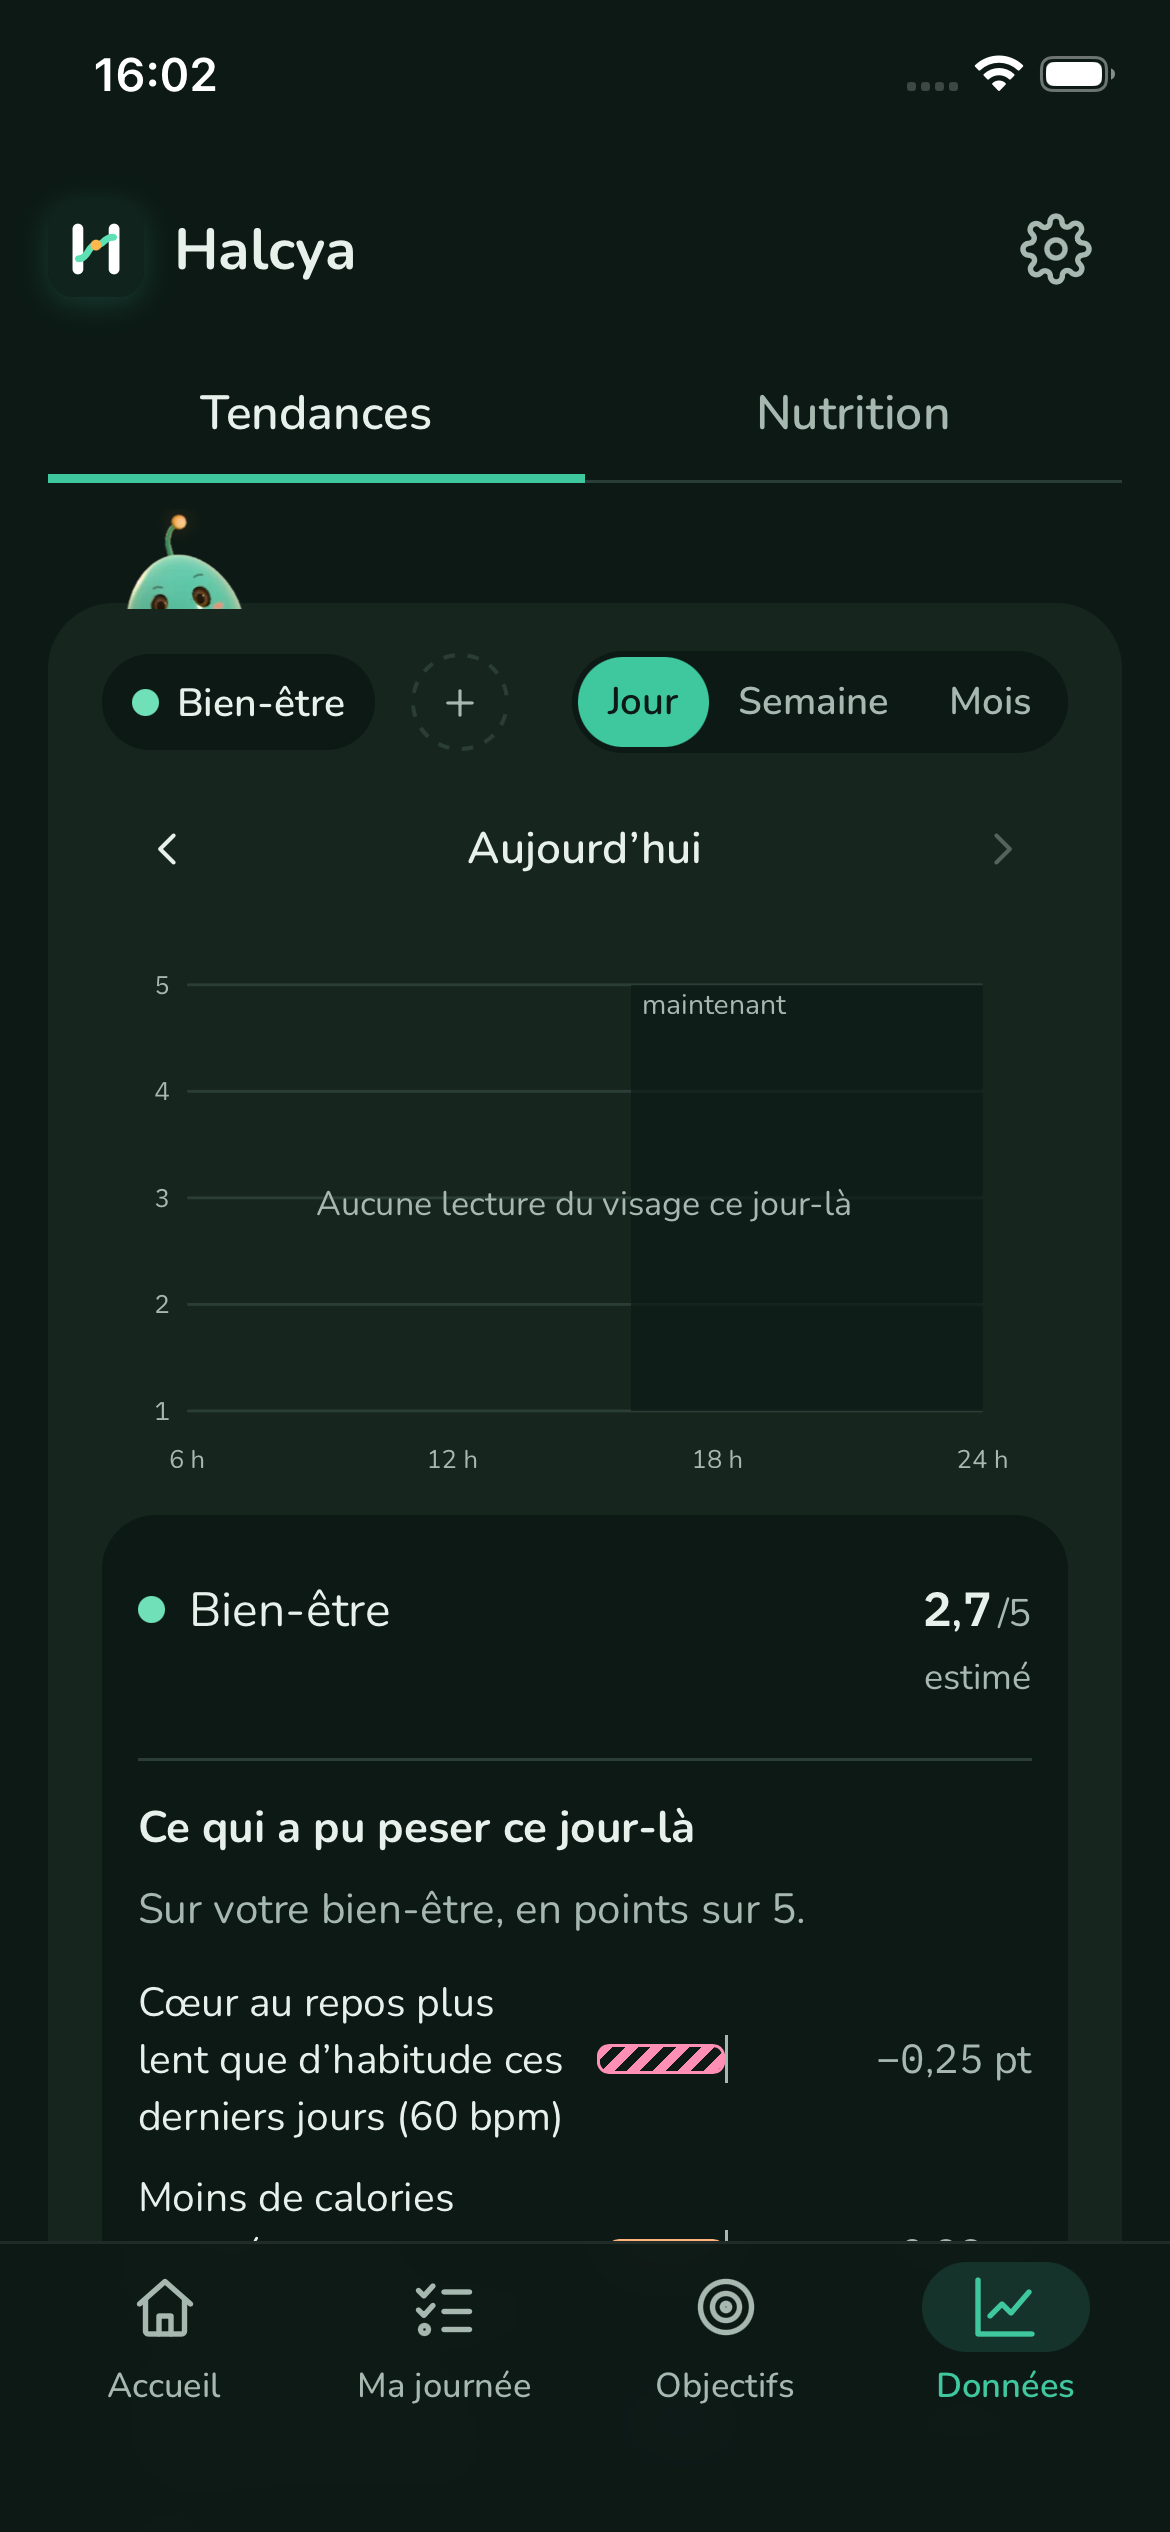 16:02
Halcya
Tendances
Nutrition
Bien-être
+
Jour
Semaine
Mois
Aujourd’hui
5
maintenant
4
3
Aucune lecture du visage ce jour-là
2
1
6 h
12 h
18 h
24 h
Bien-être
2,7 /5
estimé
Ce qui a pu peser ce jour-là
Sur votre bien-être, en points sur 5.
Cœur au repos plus
lent que d’habitude ces
derniers jours (60 bpm)
−0,25 pt
Moins de calories
Accueil
Ma journée
Objectifs
Données